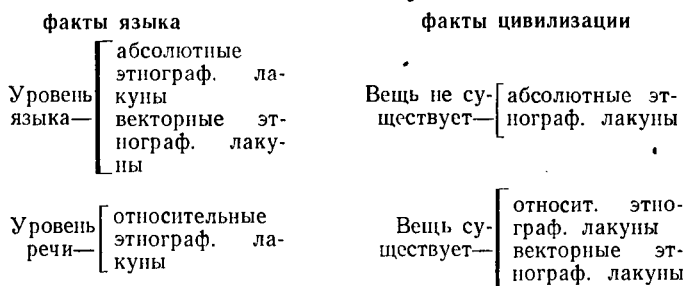 факты языка
Уровень
языка—
абсолютные
этнограф. ла-
куны
векторные эт-
нограф. лаку-
ны
Уровень
речи—
относительные
этнограф. ла-
куны
факты цивилизации
Вещь не су-
ществует—
абсолютные эт-
нограф. лакуны
Вещь су-
ществует—
относит. этно-
граф. лакуны
векторные эт-
нограф. лакуны